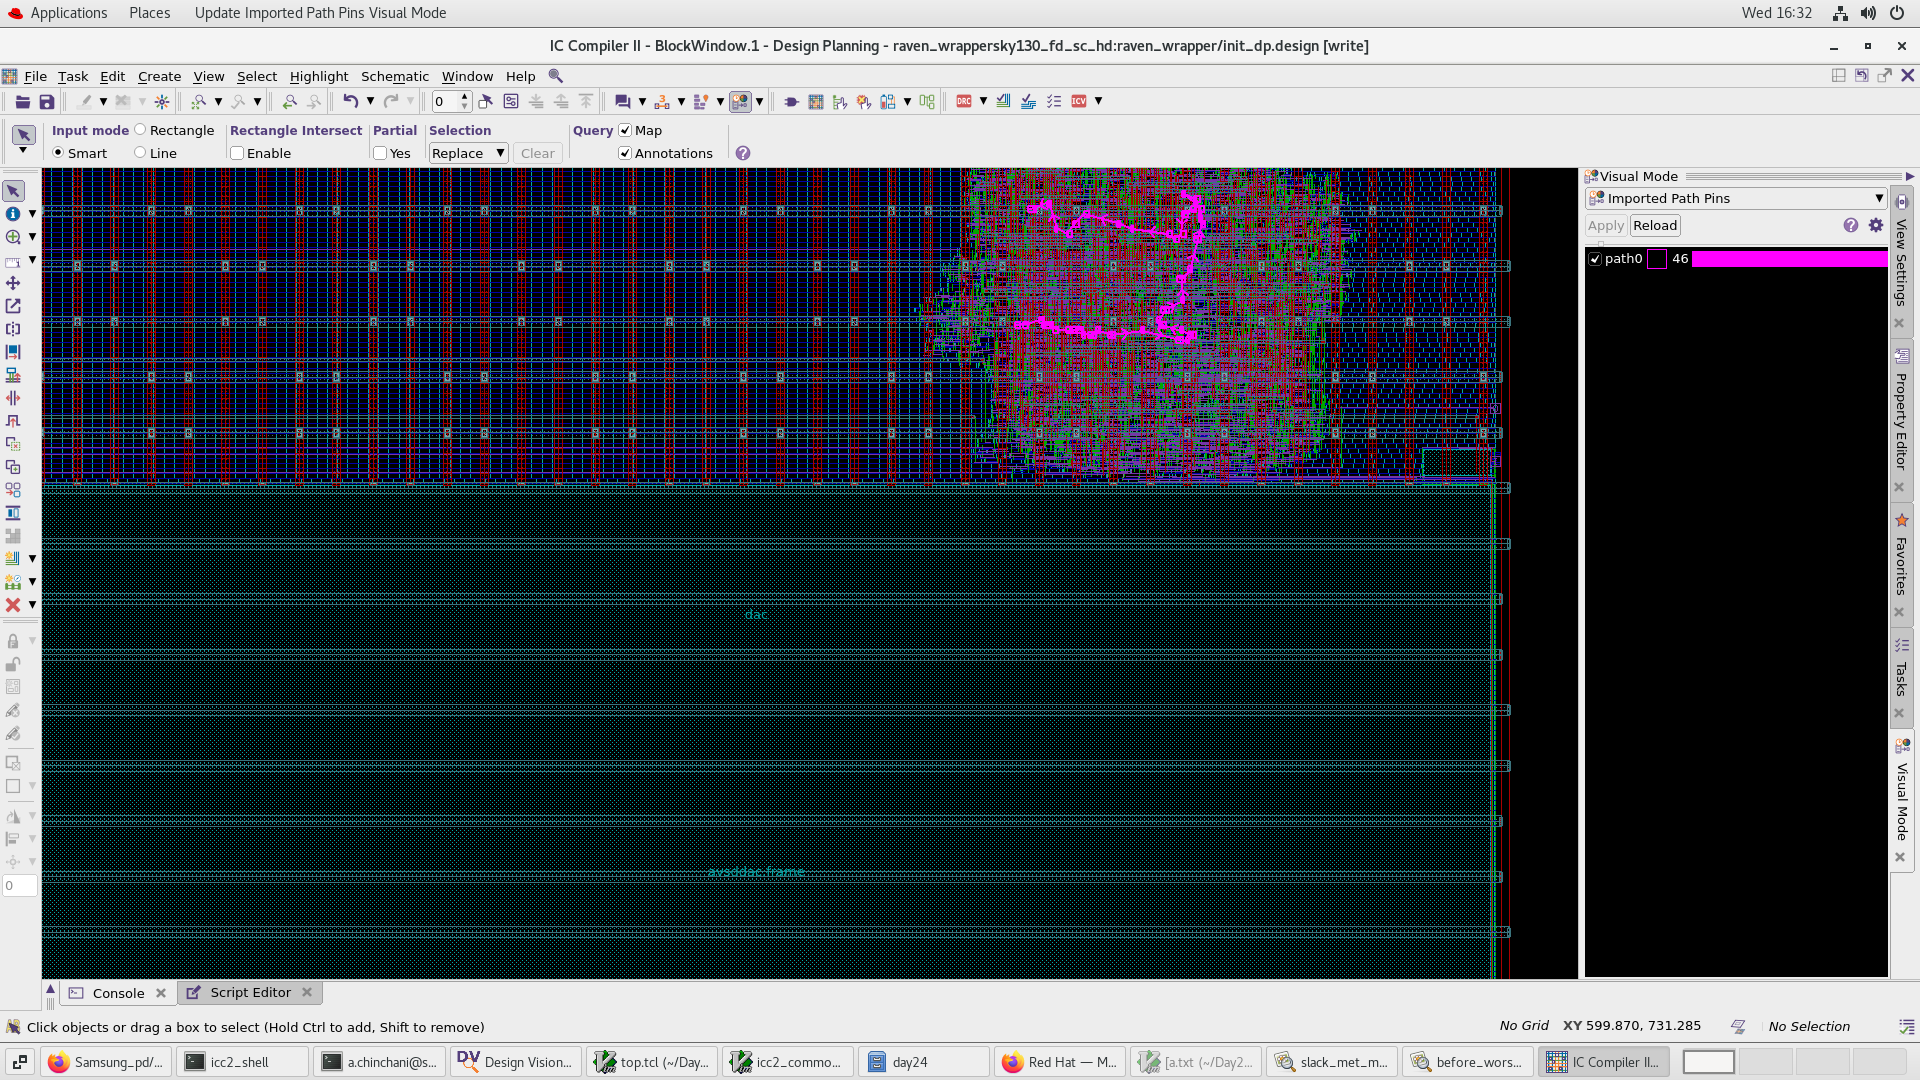 Applications Places Update Imported Path Pins Visual Mode Wed 16:32
IC Compiler II - BlockWindow.1 - Design Planning - raven_wrappersky130_fd_sc_hd:raven_wrapper/init_dp.design [write]
File Task Edit Create View Select Highlight Schematic Window Help
0 DRC ICV
Input mode Rectangle Rectangle Intersect Partial Selection Query Map
Smart Line Enable Yes Replace Clear Annotations
Visual Mode
Imported Path Pins
Apply Reload
path0 46
View Settings
Property Editor
Favorites
Tasks
Visual Mode
dac
avsddac.frame
0
Console Script Editor
Click objects or drag a box to select (Hold Ctrl to add, Shift to remove) No Grid XY 599.870, 731.285 No Selection
Samsung_pd/... icc2_shell a.chinchani@s... Design Vision... top.tcl (~/Day... icc2_commo... day24 Red Hat — M... [a.txt (~/Day2... slack_met_m... before_wors... IC Compiler II...